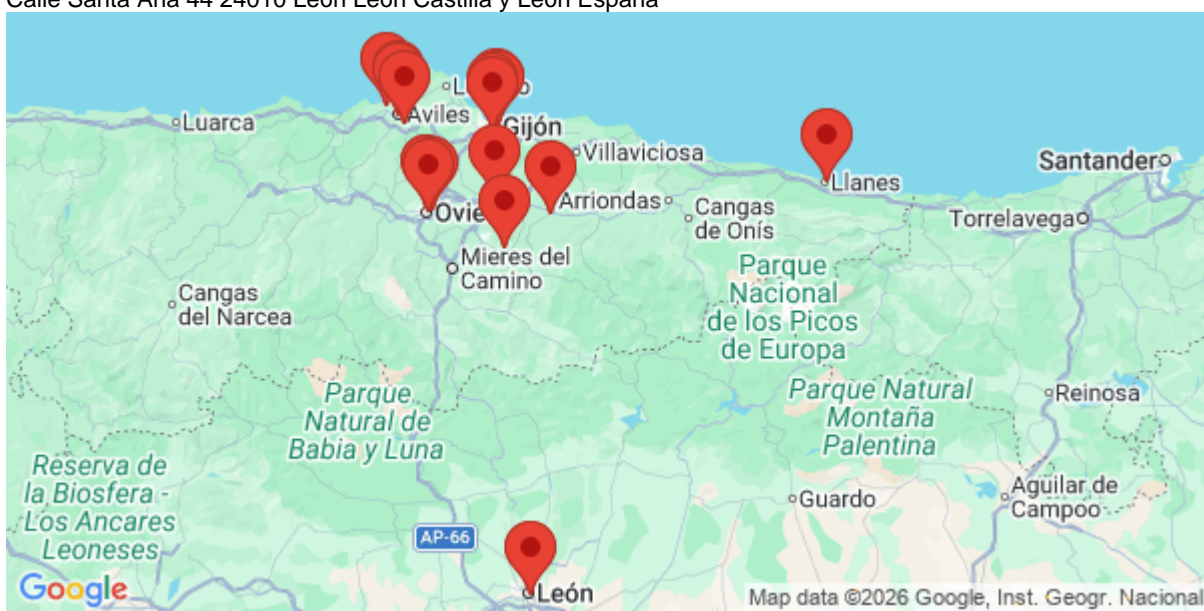 Calle Santa Ana 44 24010 León León Castilla y León España
Aviles
Luarca
Gijón
Villaviciosa
Santander
Llanes
Arriondas
Cangas
de Onís
Torrelavega
Mieres del
Camino
Parque
Nacional
de los Picos
de Europa
Cangas
del Narcea
Parque
Natural de
Babia y Luna
Parque Natural
Montaña
Palentina
Reinosa
Reserva de
la Biosfera -
Los Ancares
Leoneses
Guardo
Aguilar de
Campoo
AP-66
León
Google
Map data ©2026 Google, Inst. Geogr. Nacional